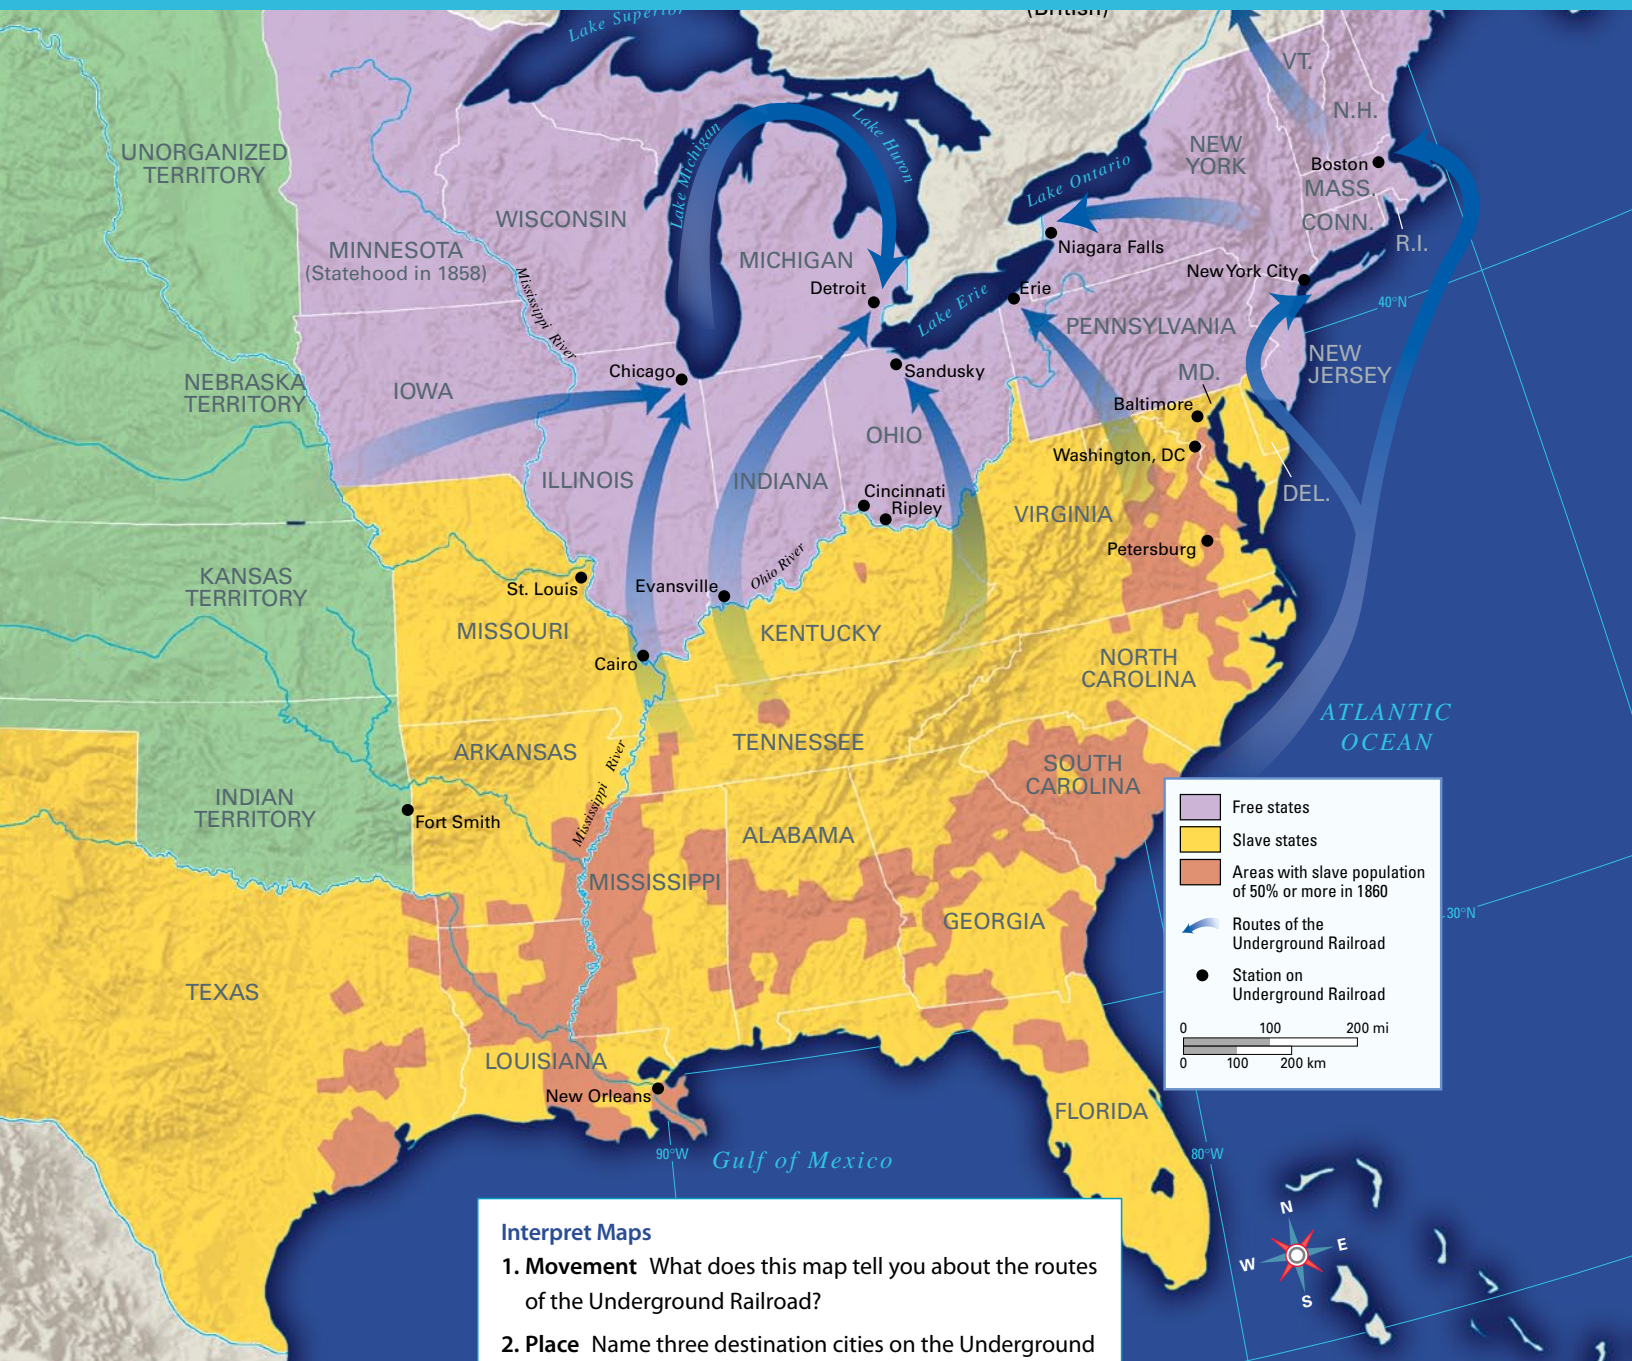 (British)
Lake Superior
VT.
N.H.
NEW
YORK
Boston
MASS.
CONN.
R.I.
Lake Ontario
Niagara Falls
New York City
40°N
Erie
Lake Erie
PENNSYLVANIA
NEW
JERSEY
MD.
Baltimore
Washington, DC
DEL.
UNORGANIZED
TERRITORY
MINNESOTA
(Statehood in 1858)
WISCONSIN
Lake Michigan
Lake Huron
MICHIGAN
Detroit
Mississippi River
NEBRASKA
TERRITORY
IOWA
Chicago
Sandusky
OHIO
ILLINOIS
INDIANA
Cincinnati
Ripley
VIRGINIA
Petersburg
KANSAS
TERRITORY
St. Louis
Evansville
Ohio River
MISSOURI
KENTUCKY
Cairo
NORTH
CAROLINA
ATLANTIC
OCEAN
ARKANSAS
Mississippi River
TENNESSEE
SOUTH
CAROLINA
INDIAN
TERRITORY
Fort Smith
ALABAMA
MISSISSIPPI
GEORGIA
30°N
TEXAS
LOUISIANA
New Orleans
FLORIDA
90°W
Gulf of Mexico
80°W
Free states
Slave states
Areas with slave population
of 50% or more in 1860
Routes of the
Underground Railroad
Station on
Underground Railroad
0 100 200 mi
0 100 200 km
N
W E
S
Interpret Maps
1. Movement What does this map tell you about the routes
of the Underground Railroad?
2. Place Name three destination cities on the Underground